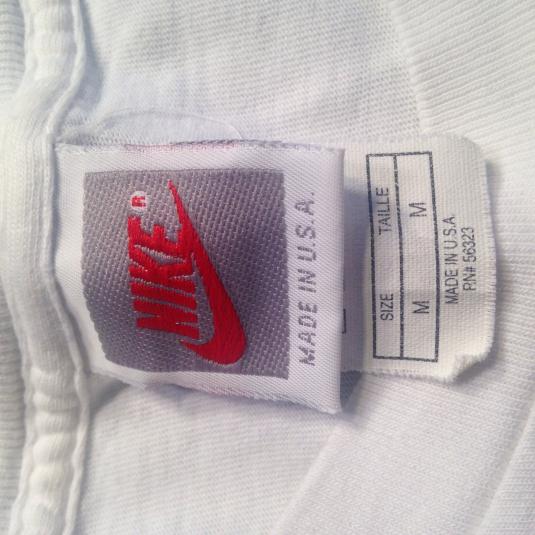 NIKE®
MADE IN U.S.A.
SIZE TAILLE
M M
MADE IN U.S.A.
RN# 56323